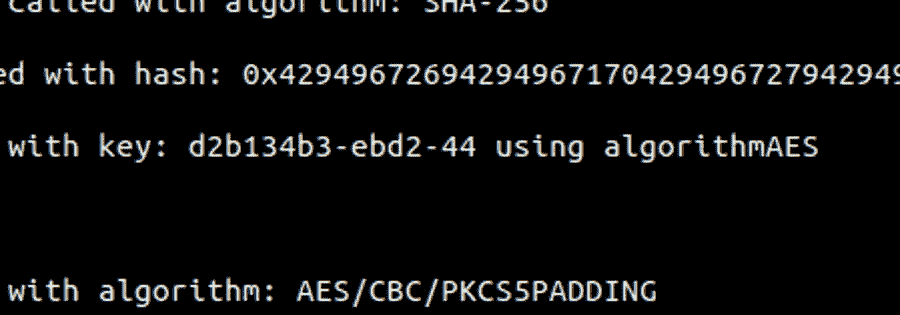 called with algorithm: SHA-256
ed with hash: 0x42949672694294967170429496727942949
with key: d2b134b3-ebd2-44 using algorithmAES
with algorithm: AES/CBC/PKCS5PADDING